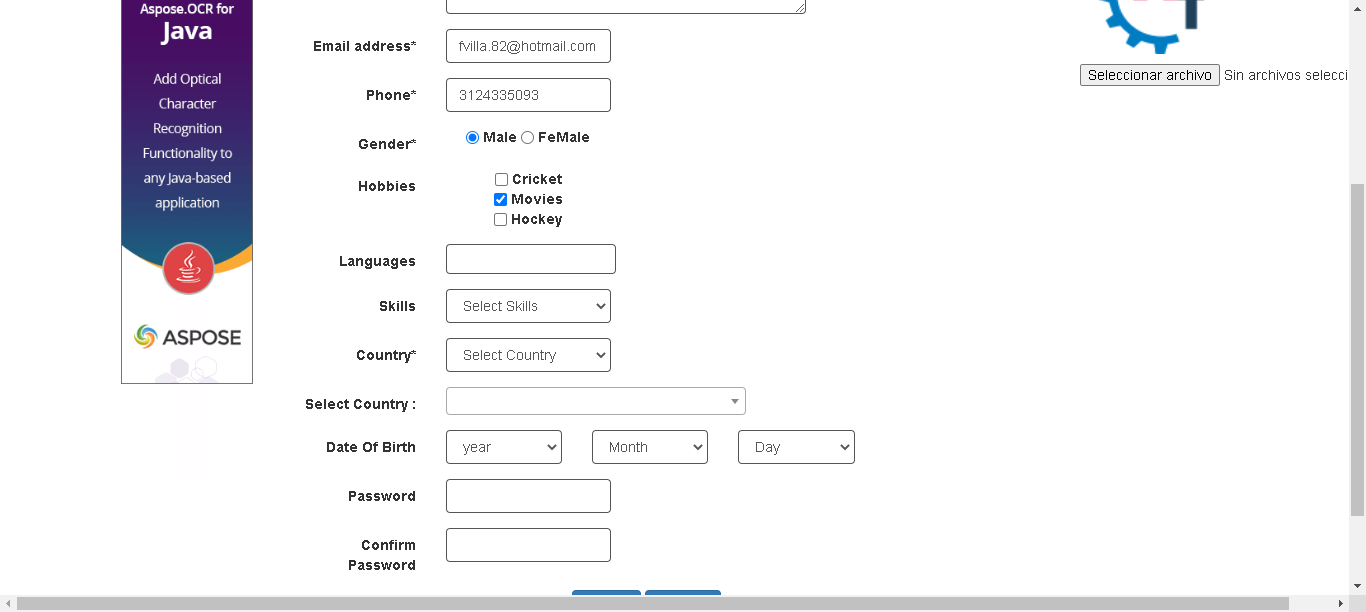 Aspose.OCR for
Java
Add Optical
Character
Recognition
Functionality to
any Java-based
application
ASPOSE
Email address* fvilla.82@hotmail.com
Seleccionar archivo Sin archivos selecci
Phone* 3124335093
Gender* Male FeMale
Hobbies Cricket
Movies
Hockey
Languages
Skills Select Skills
Country* Select Country
Select Country :
Date Of Birth year Month Day
Password
Confirm
Password